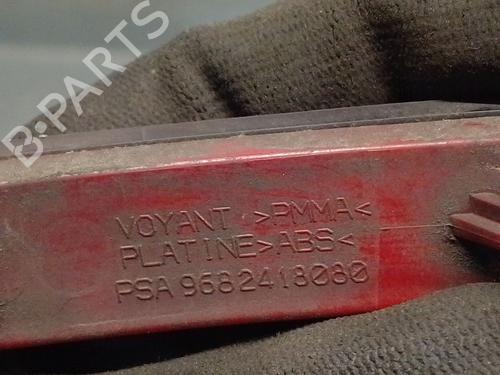 B-PARTS
VOYANT >PMMA<
PLATINE>ABS<
PSA 9682418080